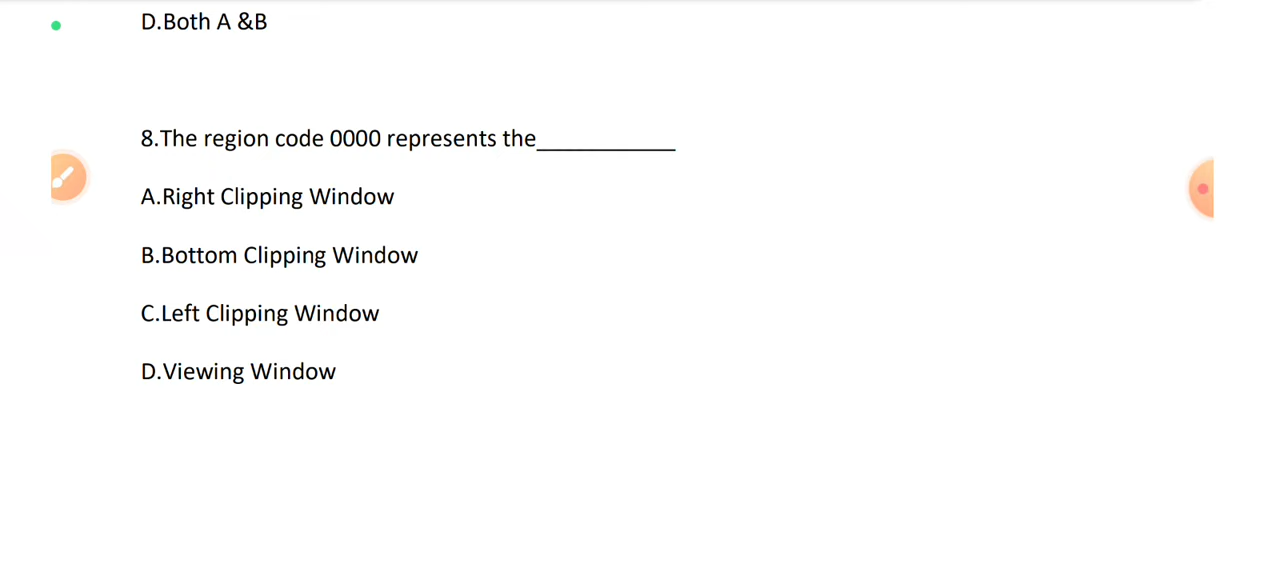 D.Both A &B
8.The region code 0000 represents the____________
A.Right Clipping Window
B.Bottom Clipping Window
C.Left Clipping Window
D.Viewing Window